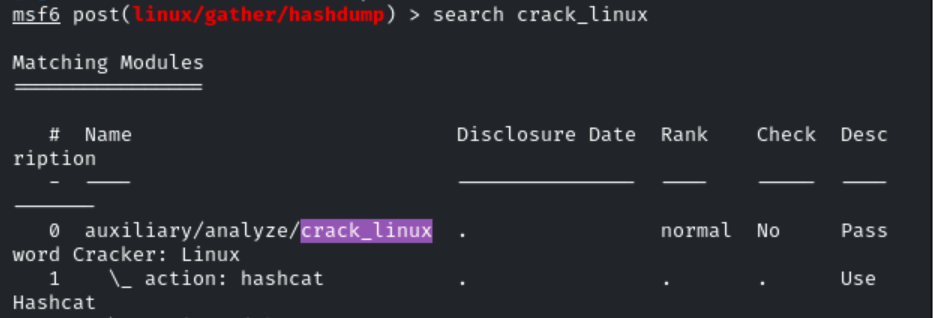 msf6 post(linux/gather/hashdump) > search crack_linux
Matching Modules
# Name Disclosure Date Rank Check Desc
ription
- ---- --------------- ---- ----- ----
-------
0 auxiliary/analyze/crack_linux . normal No Pass
word Cracker: Linux
1 \_ action: hashcat . . . Use
Hashcat